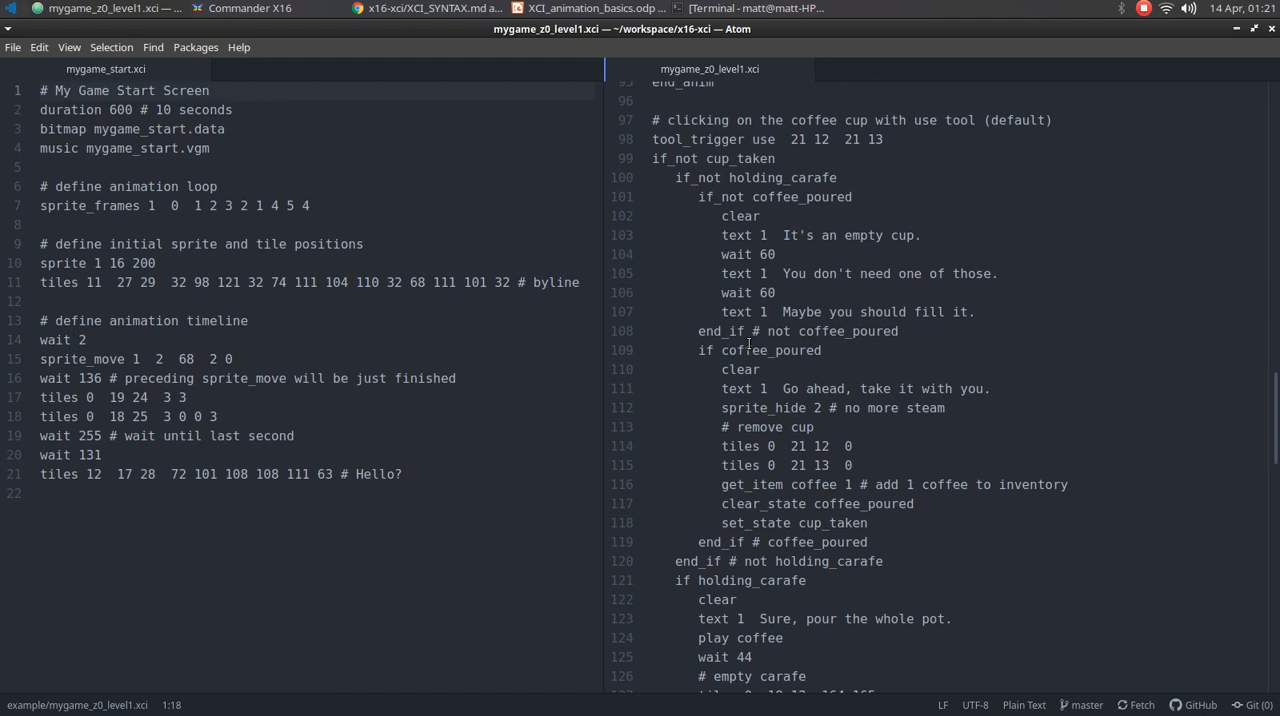 Commander X16
x16-xci/XCI_SYNTAX.md a...
XCI_animation_basics.odp ...
[Terminal - matt@matt-HP...
14 Apr, 01:21
mygame_z0_level1.xci — ~/workspace/x16-xci — Atom
File Edit View Selection Find Packages Help
mygame_start.xci
1 # My Game Start Screen
2 duration 600 # 10 seconds
3 bitmap mygame_start.data
4 music mygame_start.vgm
5
6 # define animation loop
7 sprite_frames 1  0  1 2 3 2 1 4 5 4
8
9 # define initial sprite and tile positions
10 sprite 1 16 200
11 tiles 11  27 29  32 98 121 32 74 111 104 110 32 68 111 101 32 # byline
12
13 # define animation timeline
14 wait 2
15 sprite_move 1  2  68  2 0
16 wait 136 # preceding sprite_move will be just finished
17 tiles 0  19 24  3 3
18 tiles 0  18 25  3 0 0 3
19 wait 255 # wait until last second
20 wait 131
21 tiles 12  17 28  72 101 108 108 111 63 # Hello?
22
mygame_z0_level1.xci
95 end_anim
96
97 # clicking on the coffee cup with use tool (default)
98 tool_trigger use  21 12  21 13
99 if_not cup_taken
100 if_not holding_carafe
101 if_not coffee_poured
102 clear
103 text 1  It's an empty cup.
104 wait 60
105 text 1  You don't need one of those.
106 wait 60
107 text 1  Maybe you should fill it.
108 end_if # not coffee_poured
109 if coffee_poured
110 clear
111 text 1  Go ahead, take it with you.
112 sprite_hide 2 # no more steam
113 # remove cup
114 tiles 0  21 12  0
115 tiles 0  21 13  0
116 get_item coffee 1 # add 1 coffee to inventory
117 clear_state coffee_poured
118 set_state cup_taken
119 end_if # coffee_poured
120 end_if # not holding_carafe
121 if holding_carafe
122 clear
123 text 1  Sure, pour the whole pot.
124 play coffee
125 wait 44
126 # empty carafe
example/mygame_z0_level1.xci 1:18
LF UTF-8 Plain Text master Fetch GitHub Git (0)